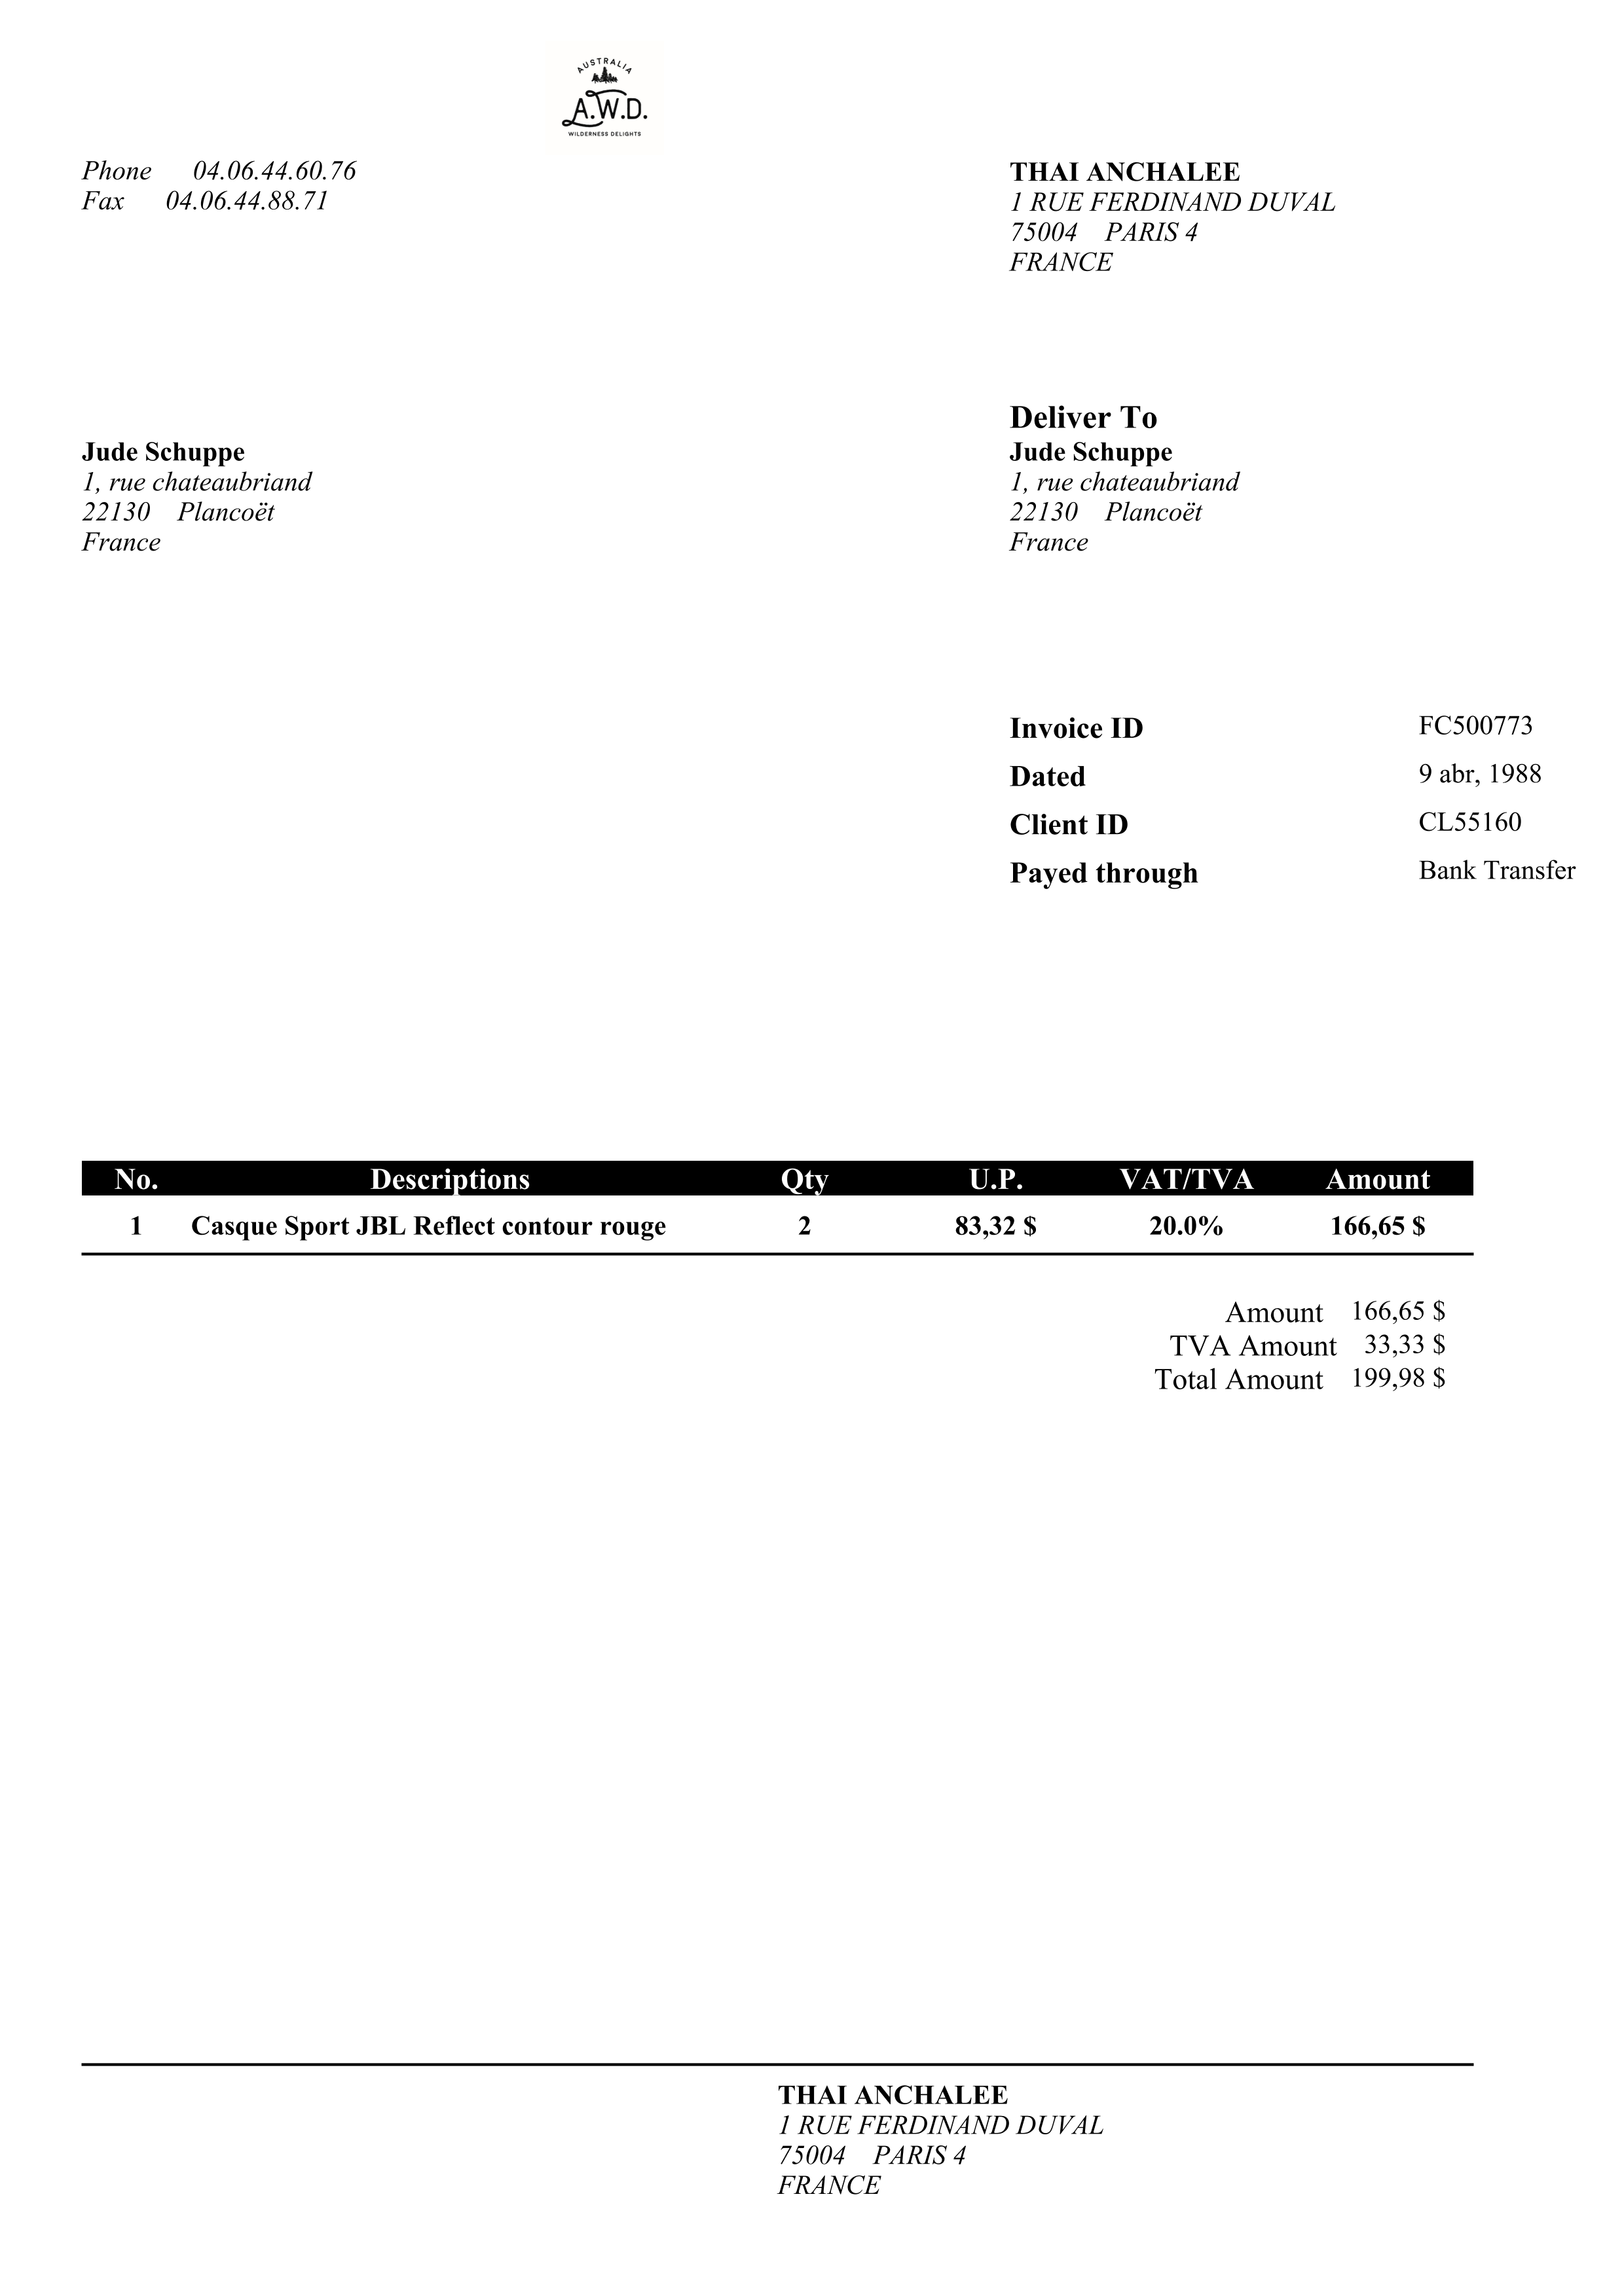 AUSTRALIA
A.W.D.
WILDERNESS DELIGHTS
Phone 04.06.44.60.76
Fax 04.06.44.88.71
THAI ANCHALEE
1 RUE FERDINAND DUVAL
75004 PARIS 4
FRANCE
Jude Schuppe
1, rue chateaubriand
22130 Plancoët
France
Deliver To
Jude Schuppe
1, rue chateaubriand
22130 Plancoët
France
Invoice ID FC500773
Dated 9 abr, 1988
Client ID CL55160
Payed through Bank Transfer
No. Descriptions Qty U.P. VAT/TVA Amount
1 Casque Sport JBL Reflect contour rouge 2 83,32 $ 20.0% 166,65 $
Amount 166,65 $
TVA Amount 33,33 $
Total Amount 199,98 $
THAI ANCHALEE
1 RUE FERDINAND DUVAL
75004 PARIS 4
FRANCE